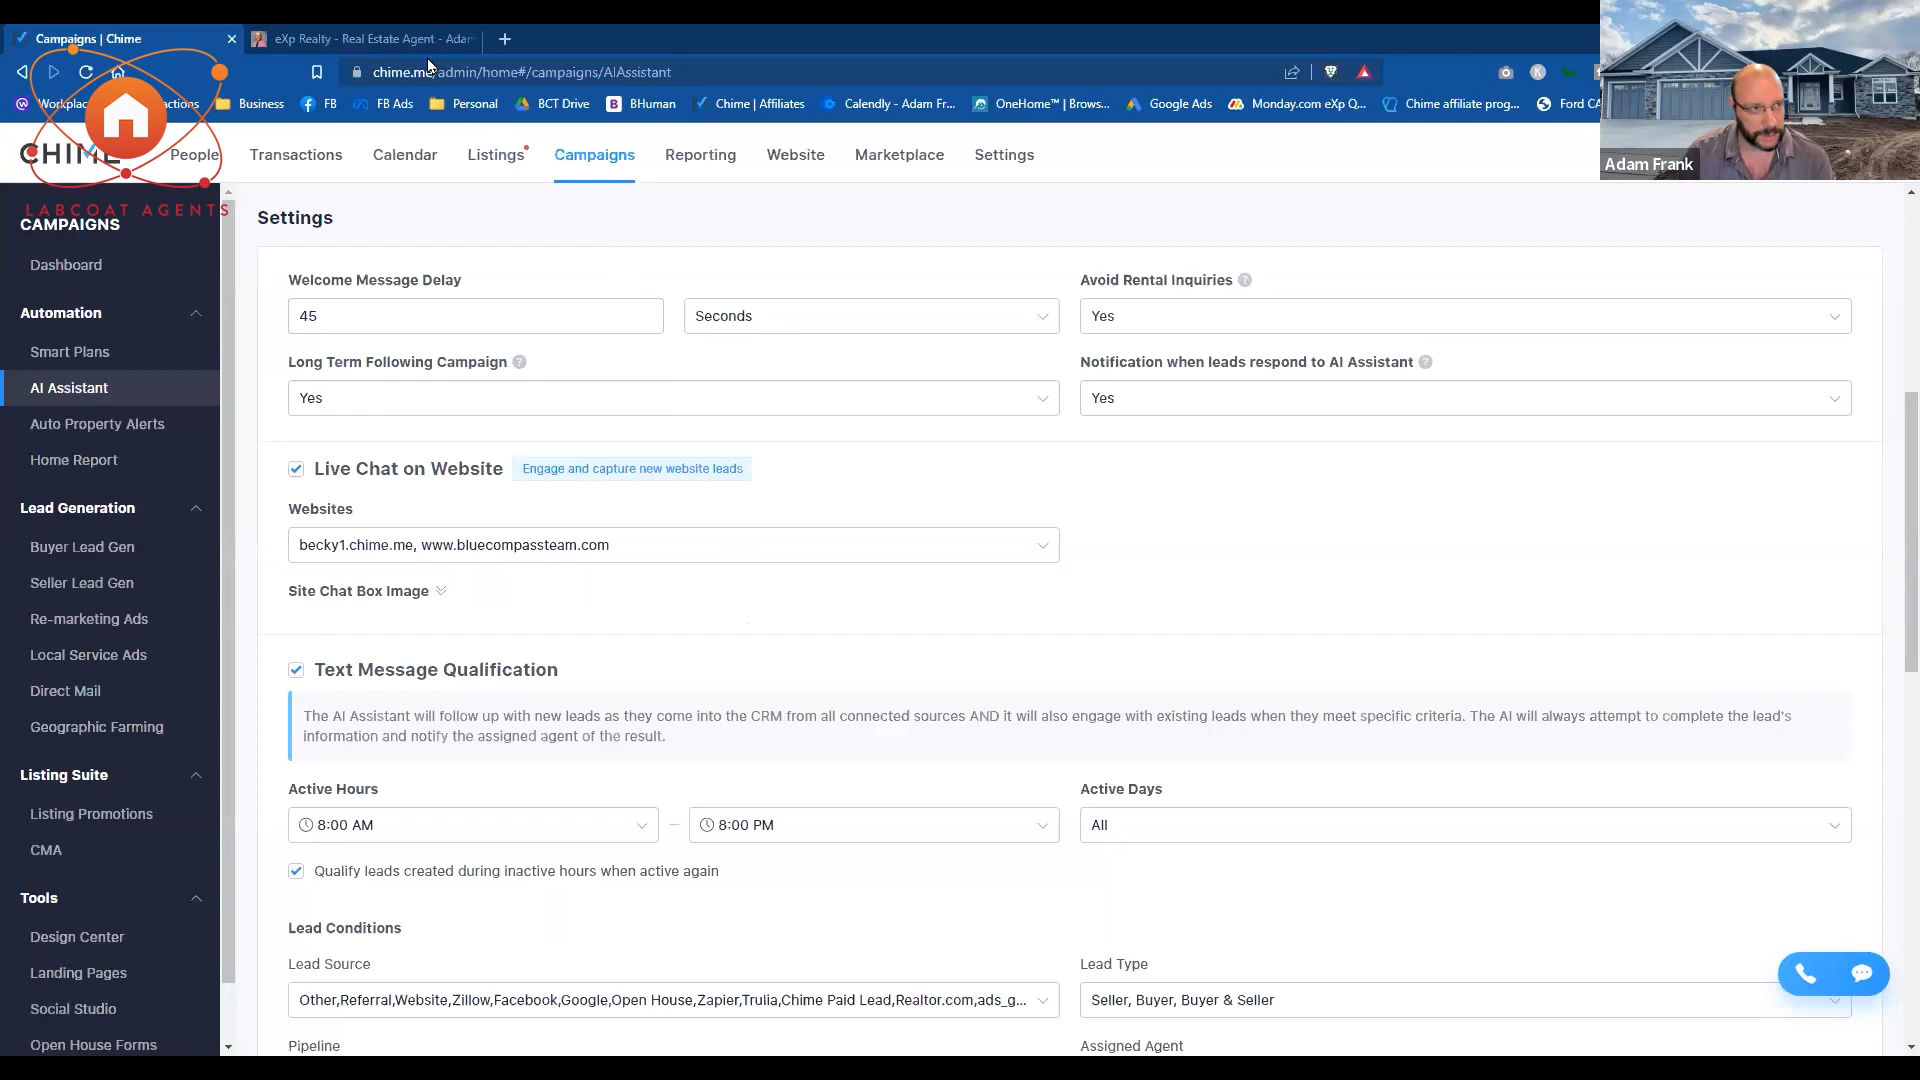 Campaigns | Chime
eXp Realty - Real Estate Agent - Adam
chime.me/admin/home#/campaigns/AIAssistant
Business
FB
FB Ads
Personal
BCT Drive
BHuman
Chime | Affiliates
Calendly - Adam Fr...
OneHome™ | Brows...
Google Ads
Monday.com eXp Q...
Chime affiliate prog...
Adam Frank
CHIME
People
Transactions
Calendar
Listings
Campaigns
Reporting
Website
Marketplace
Settings
LABCOAT AGENTS
CAMPAIGNS
Dashboard
Automation
Smart Plans
AI Assistant
Auto Property Alerts
Home Report
Lead Generation
Buyer Lead Gen
Seller Lead Gen
Re-marketing Ads
Local Service Ads
Direct Mail
Geographic Farming
Listing Suite
Listing Promotions
CMA
Tools
Design Center
Landing Pages
Social Studio
Open House Forms
Settings
Welcome Message Delay
45
Seconds
Avoid Rental Inquiries
Yes
Long Term Following Campaign
Yes
Notification when leads respond to AI Assistant
Yes
Live Chat on Website
Engage and capture new website leads
Websites
becky1.chime.me, www.bluecompassteam.com
Site Chat Box Image
Text Message Qualification
The AI Assistant will follow up with new leads as they come into the CRM from all connected sources AND it will also engage with existing leads when they meet specific criteria. The AI will always attempt to complete the lead's
information and notify the assigned agent of the result.
Active Hours
8:00 AM
–
8:00 PM
Active Days
All
Qualify leads created during inactive hours when active again
Lead Conditions
Lead Source
Other,Referral,Website,Zillow,Facebook,Google,Open House,Zapier,Trulia,Chime Paid Lead,Realtor.com,ads_g...
Lead Type
Seller, Buyer, Buyer & Seller
Pipeline
Assigned Agent